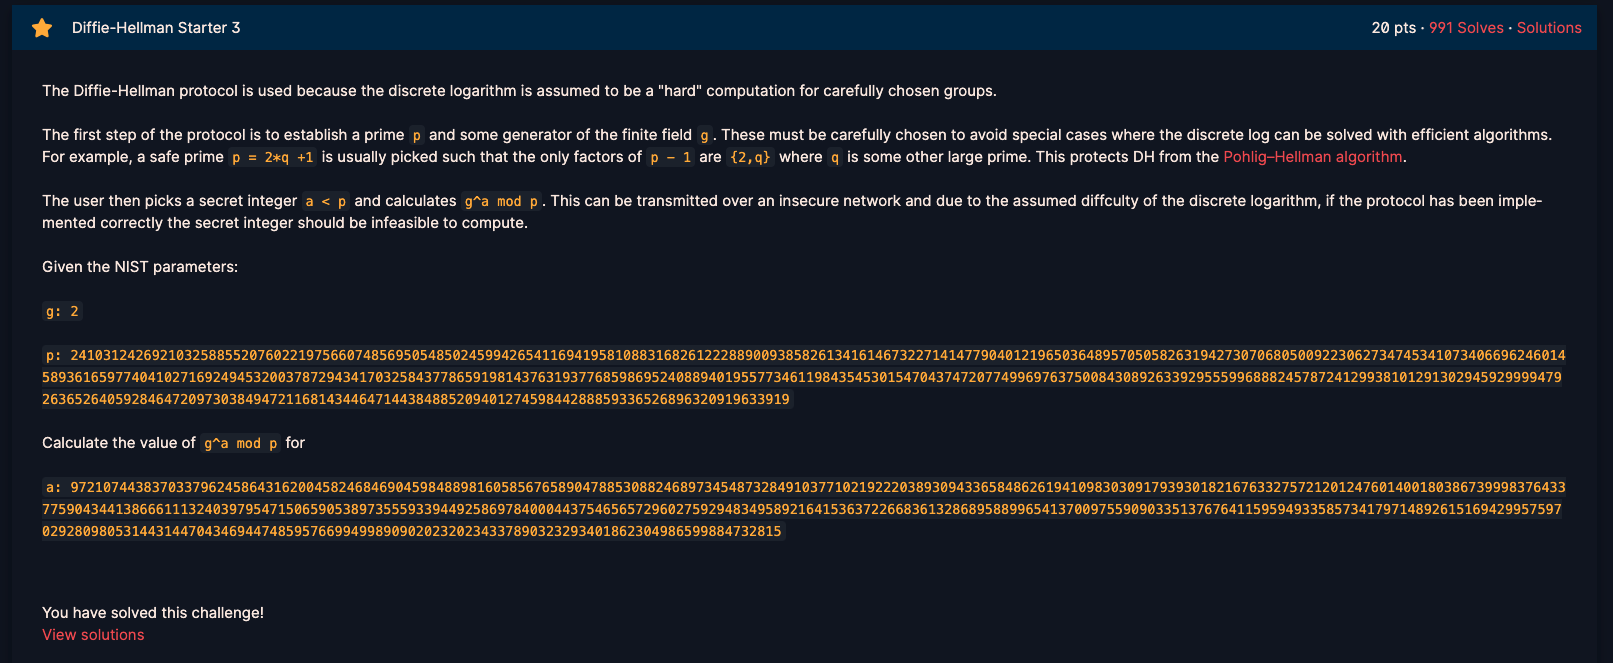 Diffie-Hellman Starter 3
20 pts · 991 Solves · Solutions
The Diffie-Hellman protocol is used because the discrete logarithm is assumed to be a "hard" computation for carefully chosen groups.
The first step of the protocol is to establish a prime p and some generator of the finite field g. These must be carefully chosen to avoid special cases where the discrete log can be solved with efficient algorithms.
For example, a safe prime p = 2*q +1 is usually picked such that the only factors of p - 1 are {2,q} where q is some other large prime. This protects DH from the Pohlig–Hellman algorithm.
The user then picks a secret integer a < p and calculates g^a mod p. This can be transmitted over an insecure network and due to the assumed diffculty of the discrete logarithm, if the protocol has been imple-
mented correctly the secret integer should be infeasible to compute.
Given the NIST parameters:
g: 2
p: 2410312426921032588552076022197566074856950548502459942654116941958108831682612228890093858261341614673227141477904012196503648957050582631942730706805009223062734745341073406696246014
589361659774041027169249453200378729434170325843778659198143763193776859869524088940195577346119843545301547043747207749969763750084308926339295559968882457872412993810129130294592999479
26365264059284647209730384947211681434464714438488520940127459844288859336526896320919633919
Calculate the value of g^a mod p for
a: 972107443837033796245864316200458246846904598488981605856765890478853088246897345487328491037710219222038930943365848626194109830309179393018216763327572120124760140018038673999837643377590434413866611132403979547150659053897355593394492586978400044375465657296027592948349589216415363722668361328689588996541370097559090335137676411595949335857341797148926151694299575970292809805314431447043469447485957669949989090202320234337890323293401862304986599884732815
You have solved this challenge!
View solutions